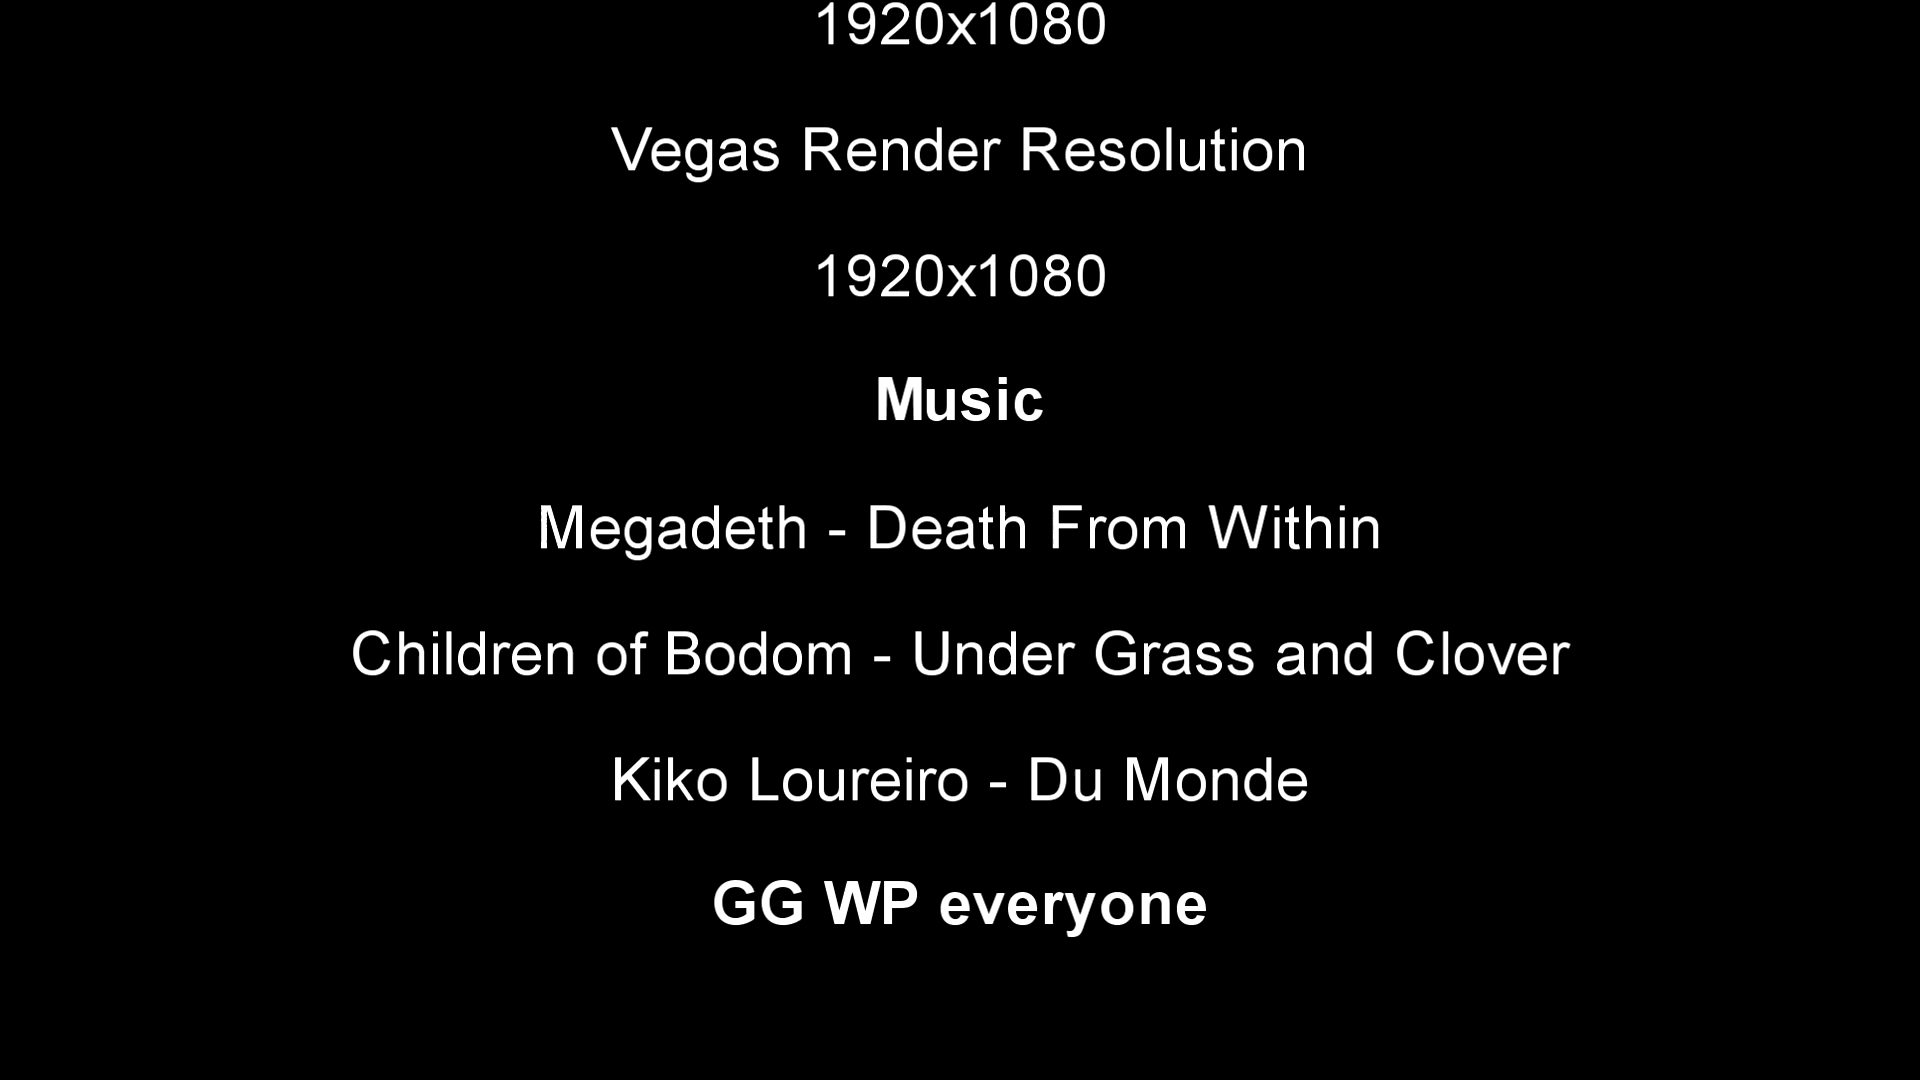 1920x1080
Vegas Render Resolution
1920x1080
Music
Megadeth - Death From Within
Children of Bodom - Under Grass and Clover
Kiko Loureiro - Du Monde
GG WP everyone